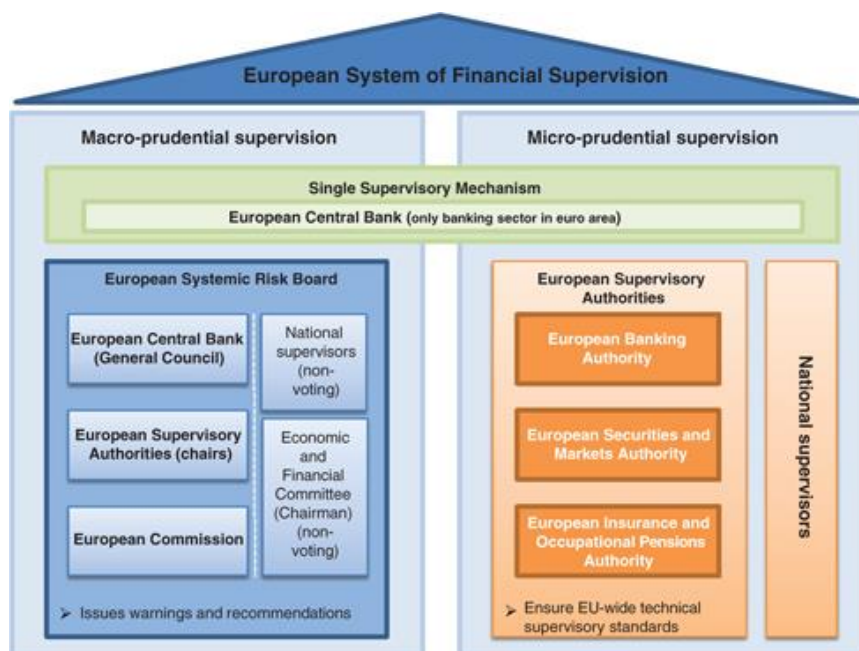 European System of Financial Supervision
Macro-prudential supervision
Micro-prudential supervision
Single Supervisory Mechanism
European Central Bank (only banking sector in euro area)
European Systemic Risk Board
European Central Bank
(General Council)
European Supervisory
Authorities (chairs)
European Commission
National
supervisors
(non-
voting)
Economic
and
Financial
Committee
(Chairman)
(non-
voting)
➢ Issues warnings and recommendations
European Supervisory
Authorities
European Banking
Authority
European Securities and
Markets Authority
European Insurance and
Occupational Pensions
Authority
➢ Ensure EU-wide technical
supervisory standards
National supervisors